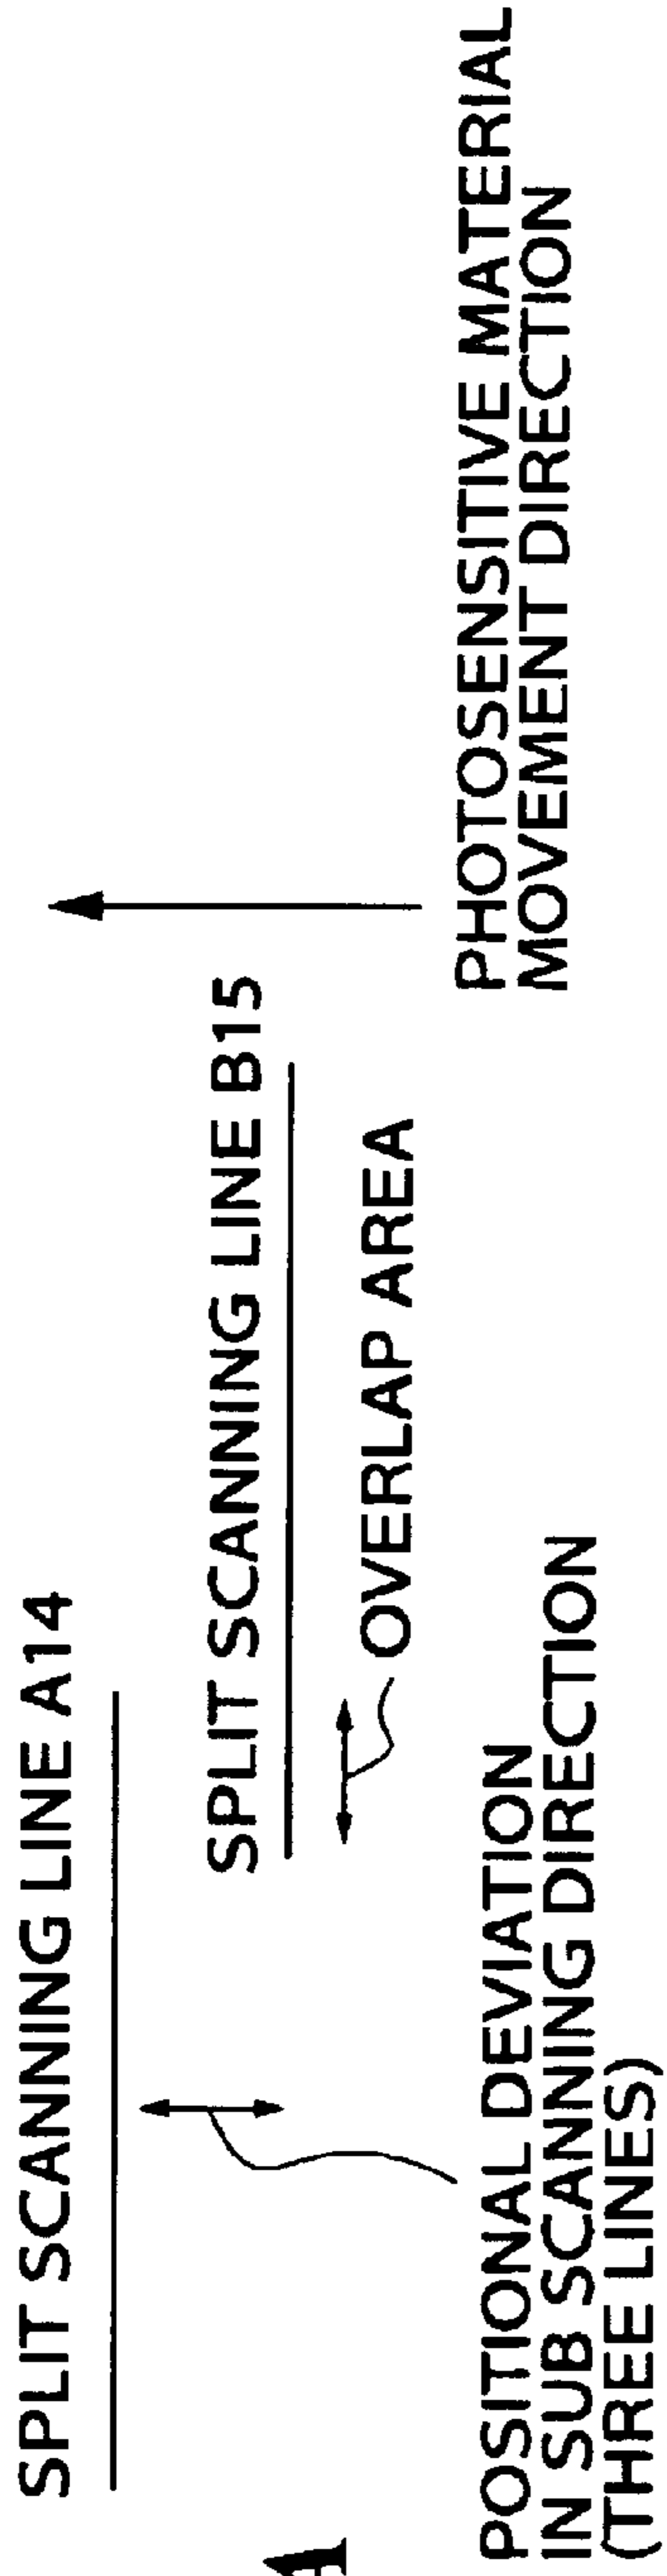 SPLIT SCANNING LINE A14
SPLIT SCANNING LINE B15
OVERLAP AREA
POSITIONAL DEVIATION
IN SUB SCANNING DIRECTION
(THREE LINES)
PHOTOSENSITIVE MATERIAL
MOVEMENT DIRECTION